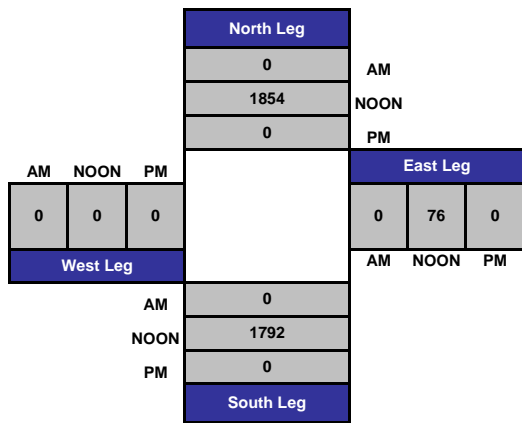 North Leg
0 AM
1854 NOON
0 PM
AM NOON PM East Leg
0 0 0 0 76 0
West Leg AM NOON PM
AM 0
NOON 1792
PM 0
South Leg